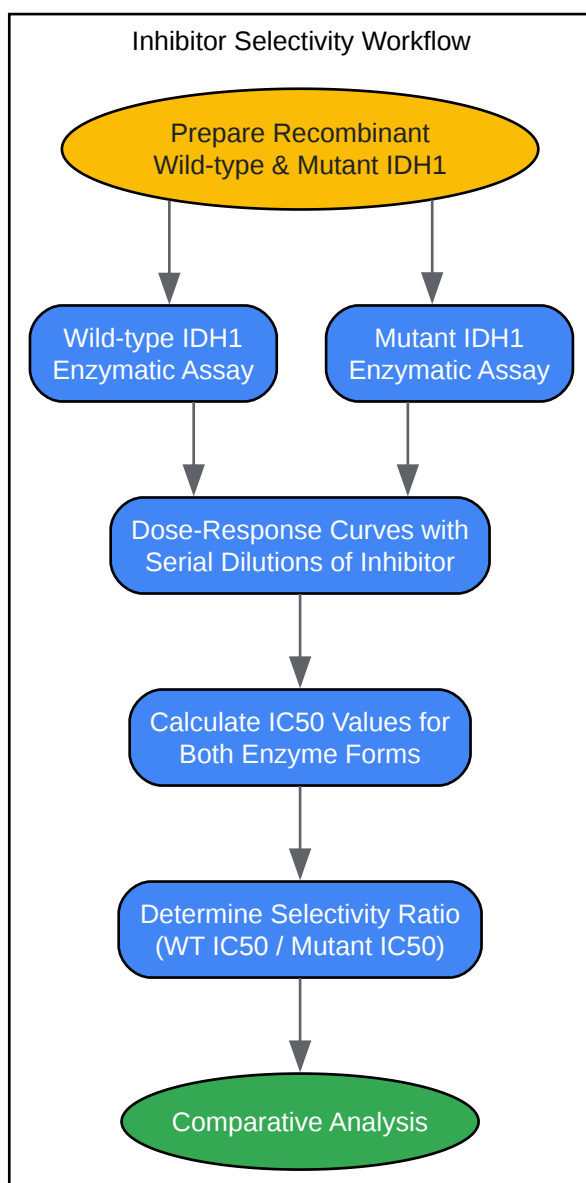 Inhibitor Selectivity Workflow
Prepare Recombinant
Wild-type & Mutant IDH1
Wild-type IDH1
Enzymatic Assay
Mutant IDH1
Enzymatic Assay
Dose-Response Curves with
Serial Dilutions of Inhibitor
Calculate IC50 Values for
Both Enzyme Forms
Determine Selectivity Ratio
(WT IC50 / Mutant IC50)
Comparative Analysis